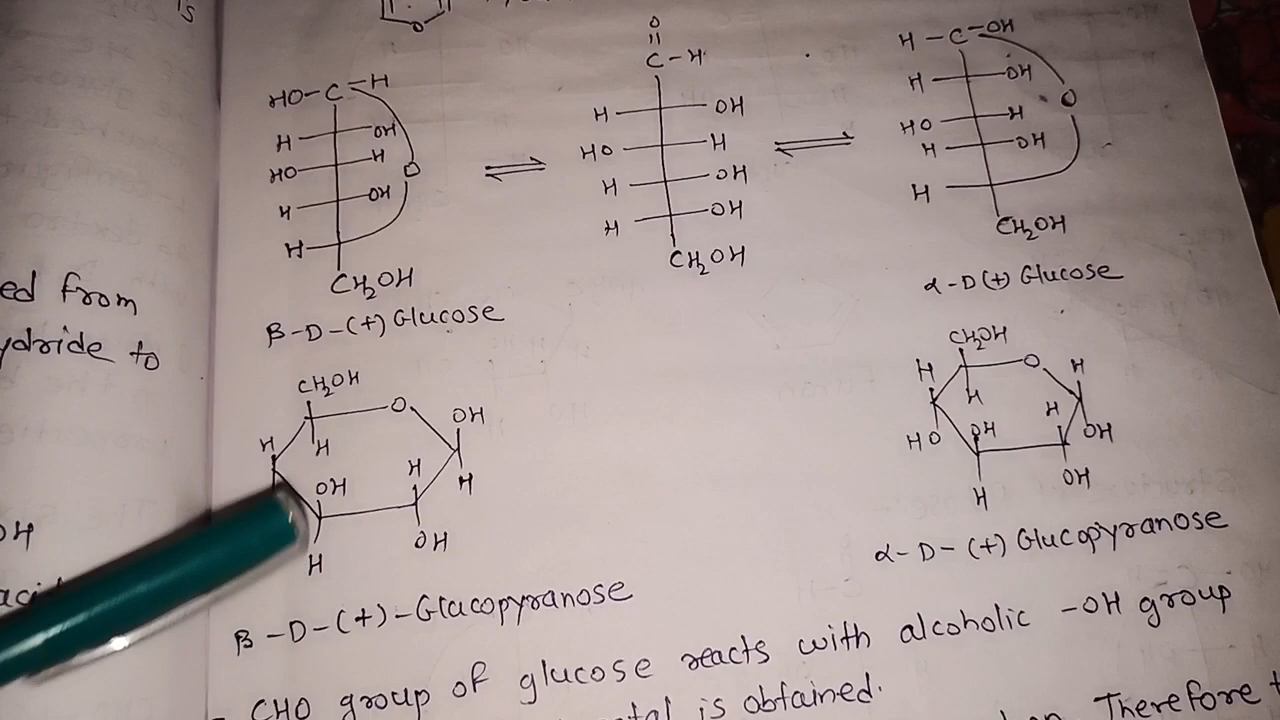 is
O
HO-C-H
H OH
HO H
H OH
H
O
CH₂OH
β-D-(+) Glucose
O
C-H
H OH
HO H
H OH
H OH
CH₂OH
H-C-OH
H OH
HO H
H OH
H
O
CH₂OH
α-D(+) Glucose
ed from
ydride to
OH
CH₂OH
O
OH
H
H
OH
H
H
OH
H
β-D-(+)-Glucopyranose
CH₂OH
O
H
H
H
HO
OH
H
OH
OH
H
α-D-(+) Glucopyranose
- CHO group of glucose reacts with alcoholic -OH group
tal is obtained.
Therefore